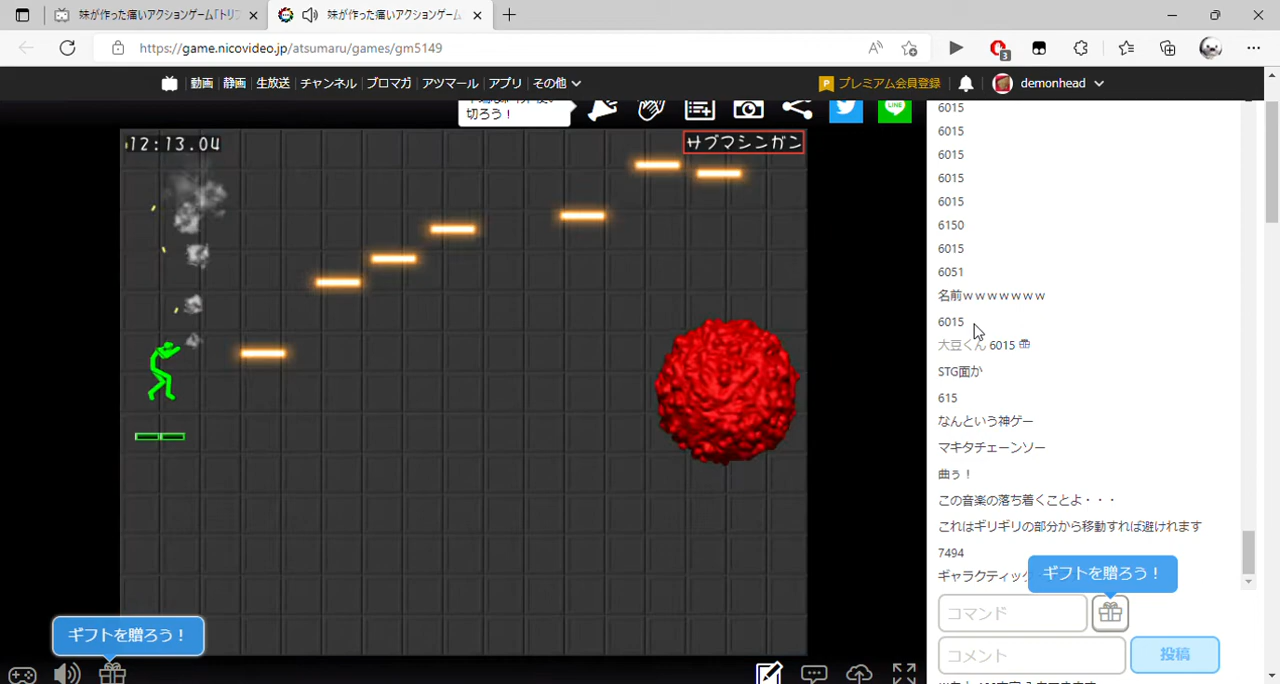 妹が作った痛いアクションゲーム「トリフ
妹が作った痛いアクションゲーム
https://game.nicovideo.jp/atsumaru/games/gm5149
3
動画 静画 生放送 チャンネル ブロマガ アツマール アプリ その他
プレミアム会員登録
demonhead
切ろう！
12:13.04
サブマシンガン
6015
6015
6015
6015
6015
6150
6015
6051
名前ｗｗｗｗｗｗｗ
6015
大豆くん 6015
STG面か
615
なんという神ゲー
マキタチェーンソー
曲ぅ！
この音楽の落ち着くことよ・・・
これはギリギリの部分から移動すれば避けれます
7494
ギャラクティッ
ギフトを贈ろう！
コマンド
コメント
投稿
ギフトを贈ろう！